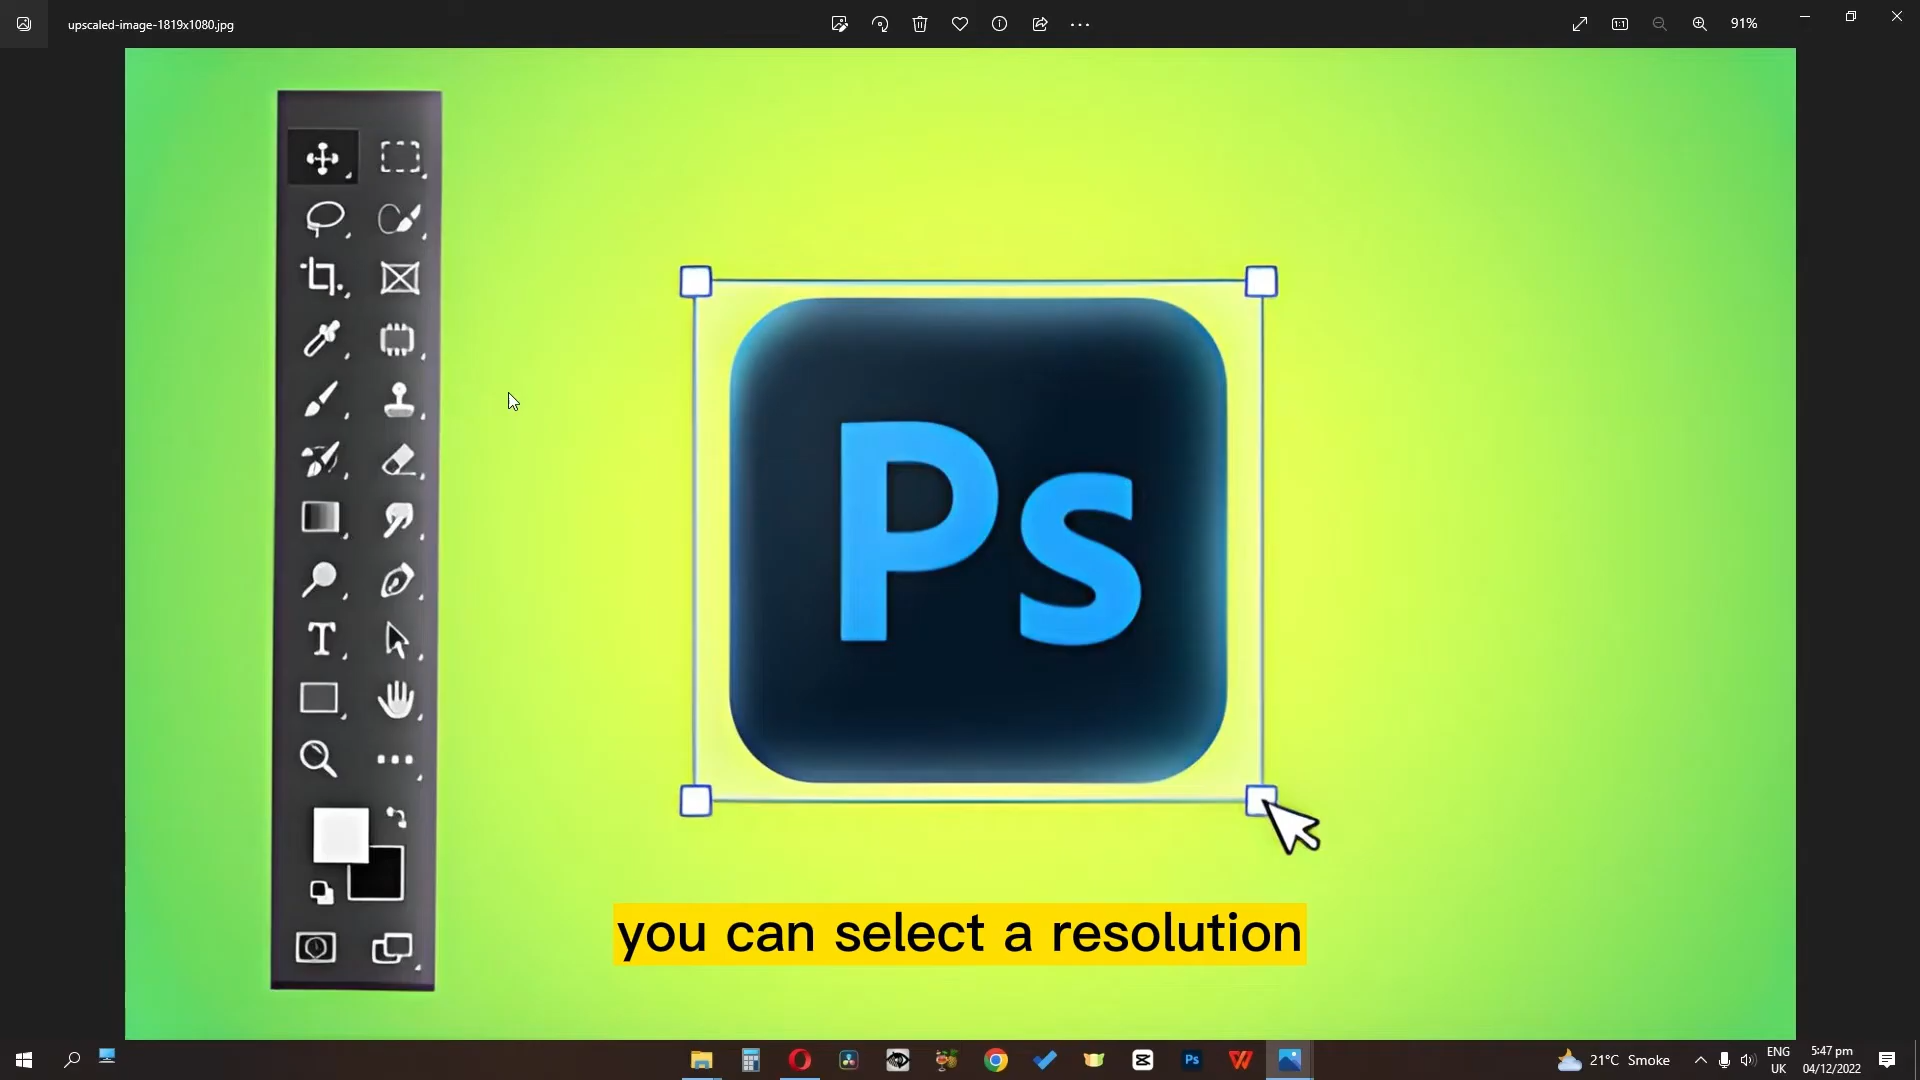 upscaled-image-1819x1080.jpg
91%
Ps
T
you can select a resolution
Ps
21°C Smoke
ENG
UK
5:47 pm
04/12/2022